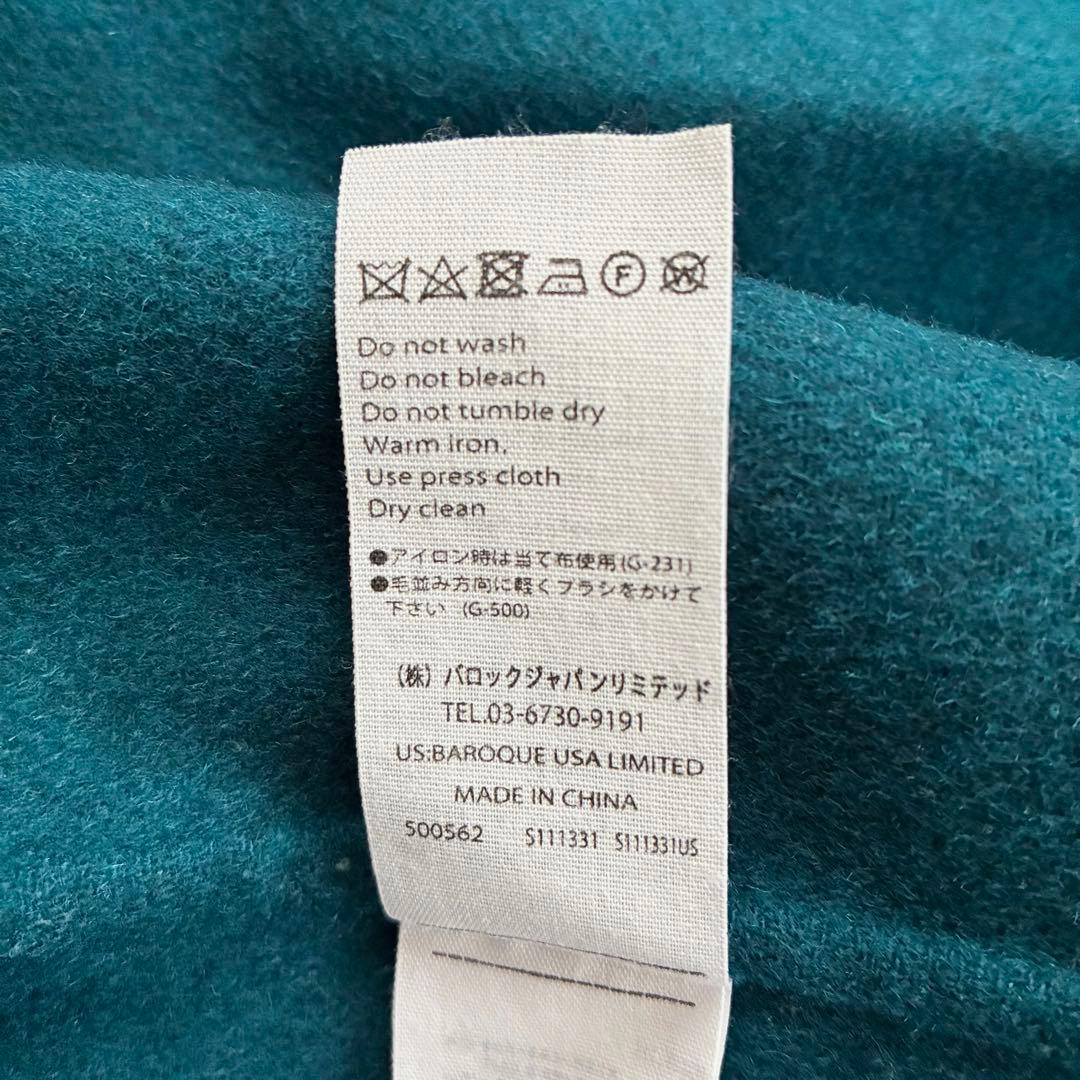 F W
Do not wash
Do not bleach
Do not tumble dry
Warm iron.
Use press cloth
Dry clean
●アイロン時は当て布使用(G-231)
●毛並み方向に軽くブラシをかけて
下さい (G-500)
(株) バロックジャパンリミテッド
TEL.03-6730-9191
US:BAROQUE USA LIMITED
MADE IN CHINA
500562 S111331 S111331US